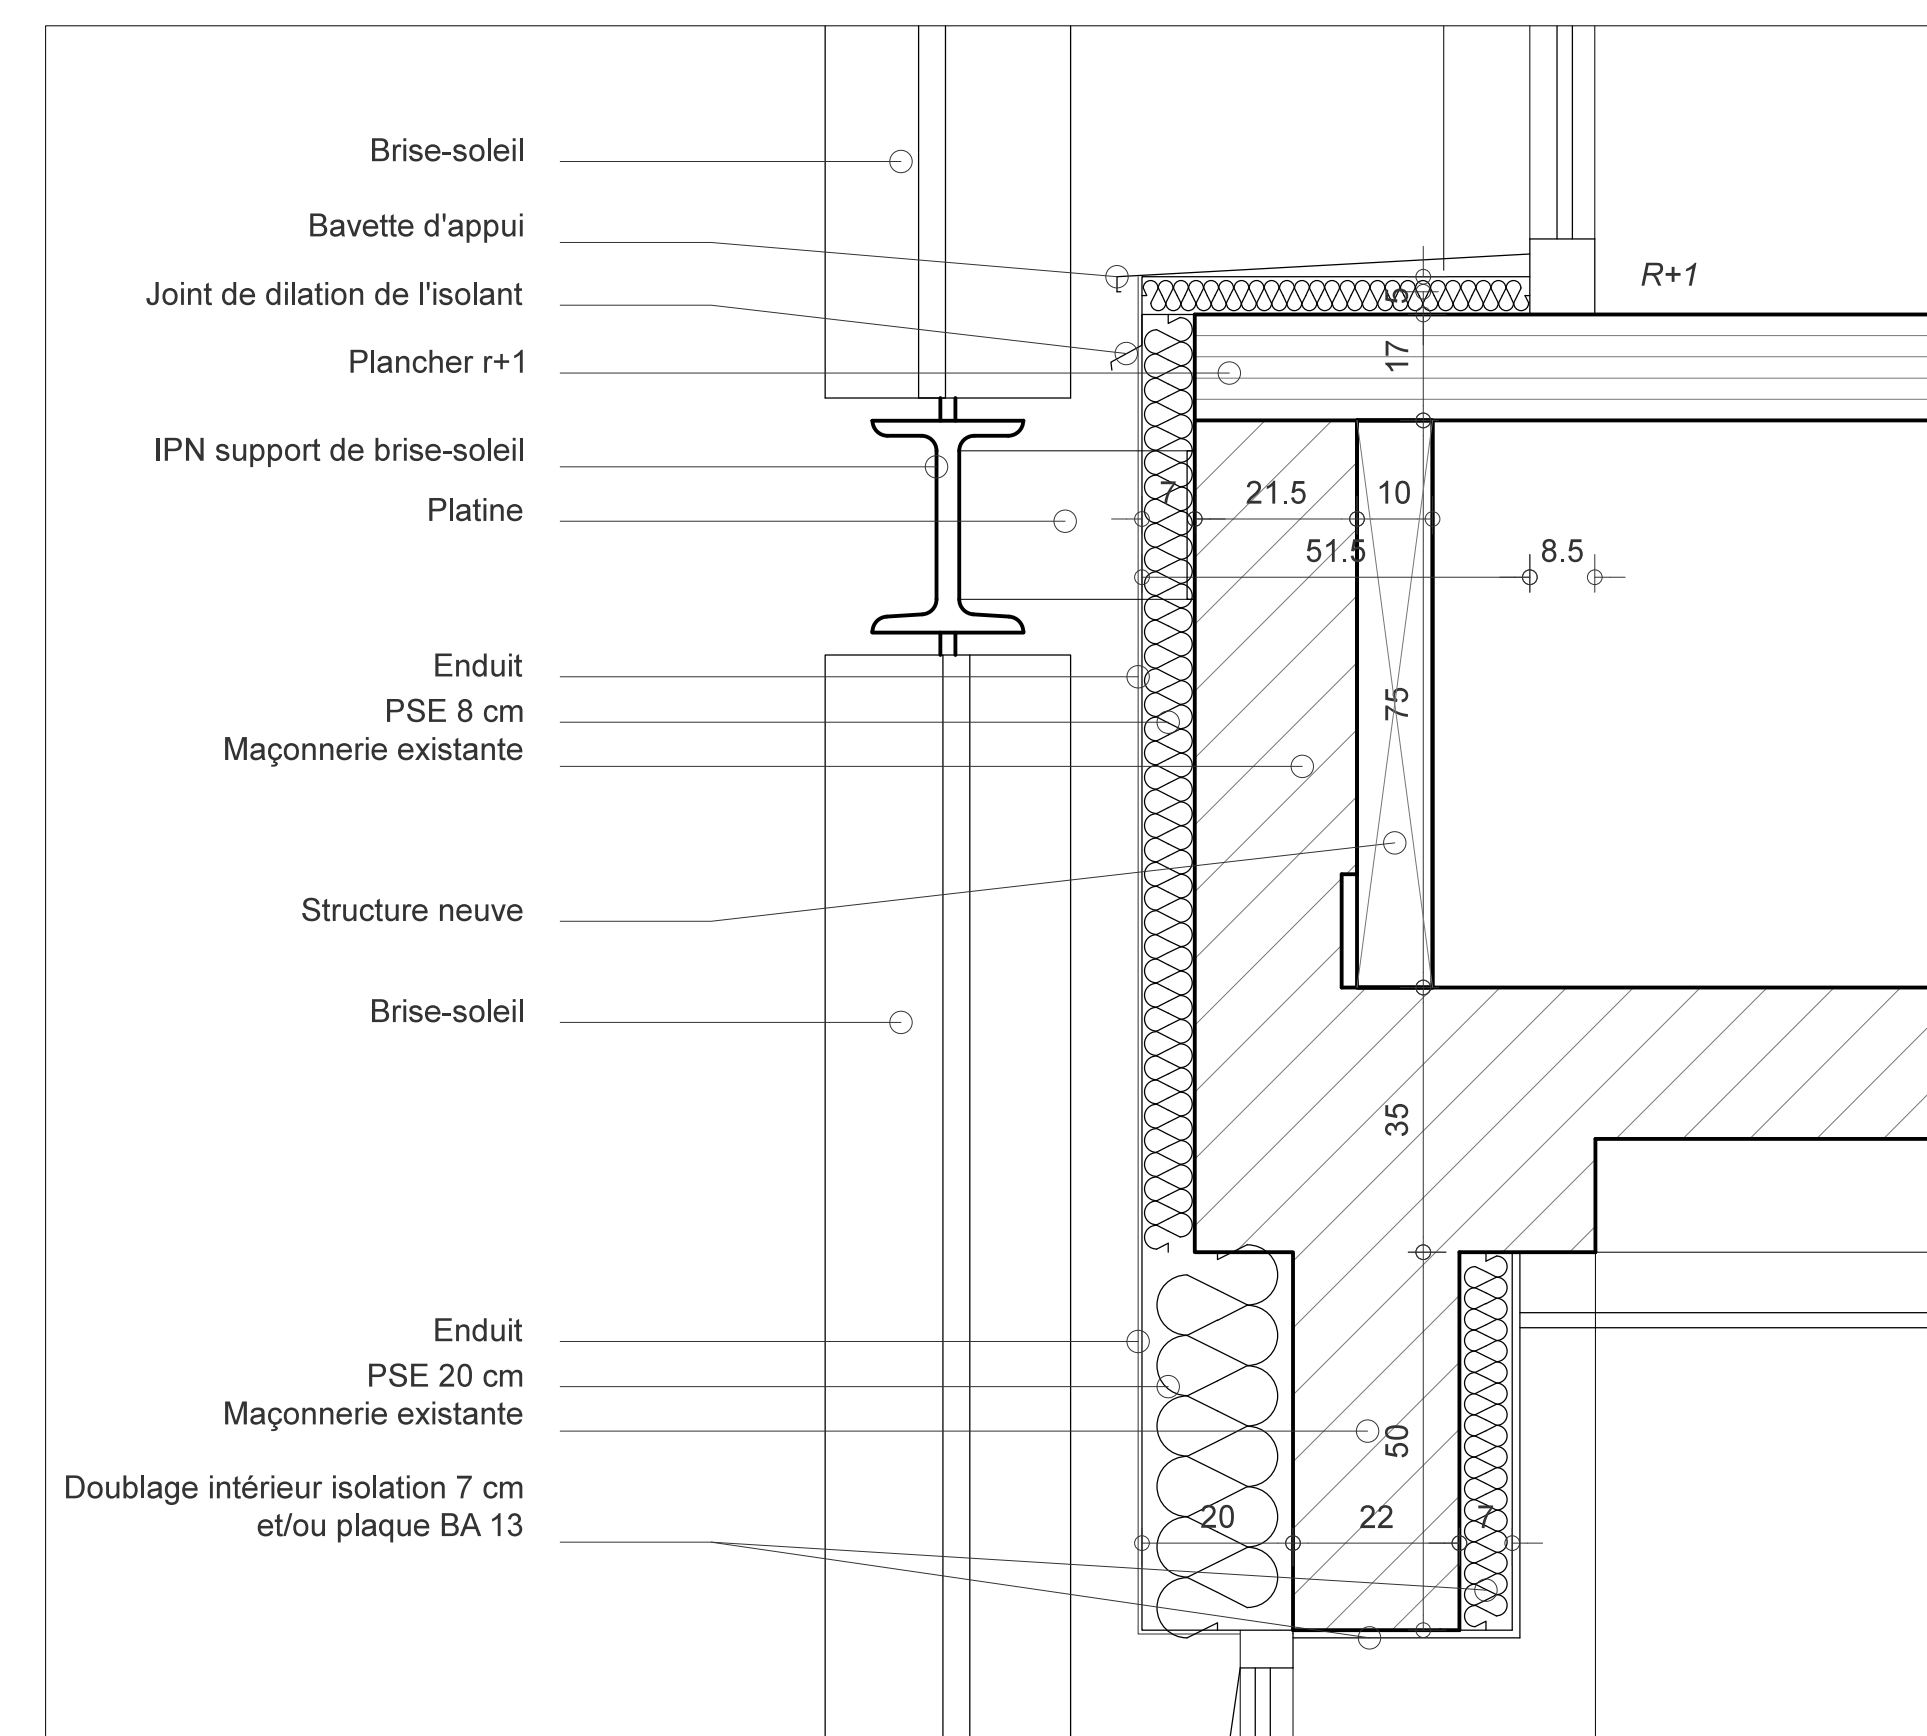 Brise-soleil
Bavette d'appui
Joint de dilation de l'isolant
R+1
5
Plancher r+1
17
IPN support de brise-soleil
Platine
7
21.5
10
51.5
8.5
Enduit
PSE 8 cm
Maçonnerie existante
75
Structure neuve
Brise-soleil
35
Enduit
PSE 20 cm
Maçonnerie existante
50
Doublage intérieur isolation 7 cm
et/ou plaque BA 13
20
22
7